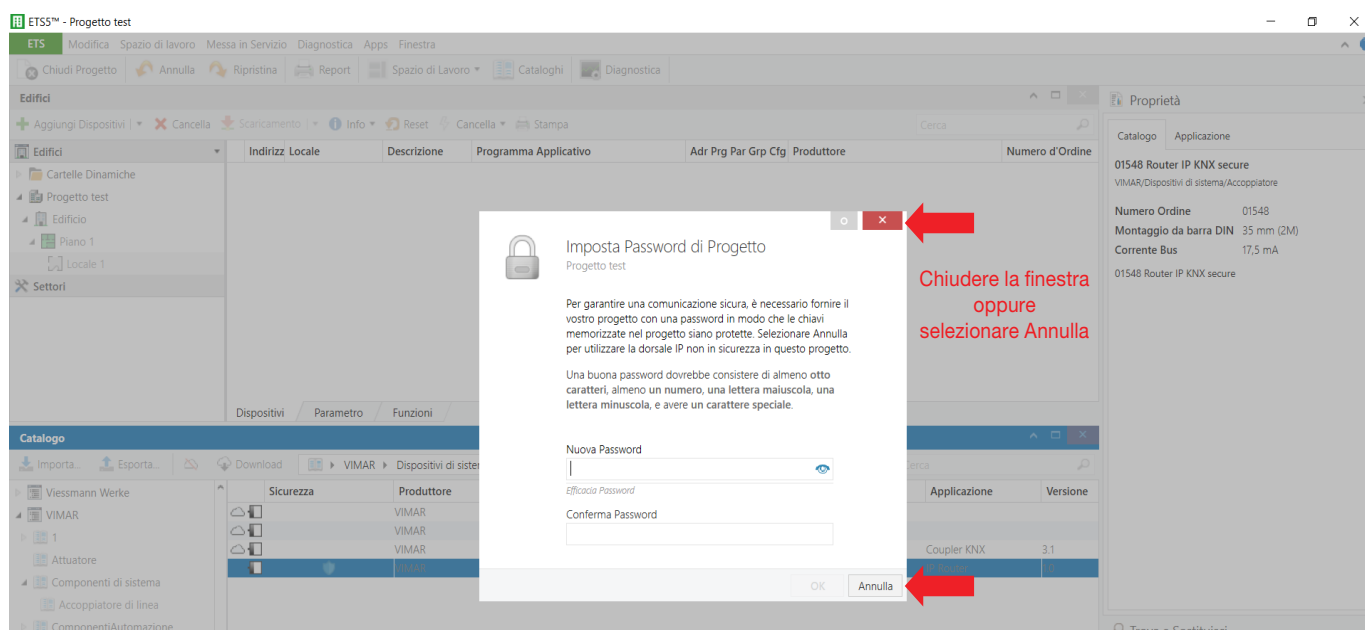 ETS5™ - Progetto test
ETS Modifica Spazio di lavoro Messa in Servizio Diagnostica Apps Finestra
Chiudi Progetto Annulla Ripristina Report Spazio di Lavoro Cataloghi Diagnostica
Edifici
Aggiungi Dispositivi Cancella Scaricamento Info Reset Cancella Stampa Cerca
Edifici
Indirizz Locale Descrizione Programma Applicativo Adr Prg Par Grp Cfg Produttore Numero d'Ordine
Cartelle Dinamiche
Progetto test
Edificio
Piano 1
Locale 1
Settori
Dispositivi Parametro Funzioni
Proprietà
Catalogo Applicazione
01548 Router IP KNX secure
VIMAR/Dispositivi di sistema/Accoppiatore
Numero Ordine 01548
Montaggio da barra DIN 35 mm (2M)
Corrente Bus 17,5 mA
01548 Router IP KNX secure
Imposta Password di Progetto
Progetto test
Per garantire una comunicazione sicura, è necessario fornire il
vostro progetto con una password in modo che le chiavi
memorizzate nel progetto siano protette. Selezionare Annulla
per utilizzare la dorsale IP non in sicurezza in questo progetto.
Una buona password dovrebbe consistere di almeno otto
caratteri, almeno un numero, una lettera maiuscola, una
lettera minuscola, e avere un carattere speciale.
Nuova Password
Efficacia Password
Conferma Password
OK Annulla
Chiudere la finestra
oppure
selezionare Annulla
Catalogo
Importa... Esporta... Download VIMAR Dispositivi di sister
Viessmann Werke
VIMAR
1
Attuatore
Componenti di sistema
Accoppiatore di linea
ComponentiAutomazione
Sicurezza Produttore Applicazione Versione
VIMAR
VIMAR
VIMAR Coupler KNX 3.1
VIMAR IP Router
Trova e Sostituisci